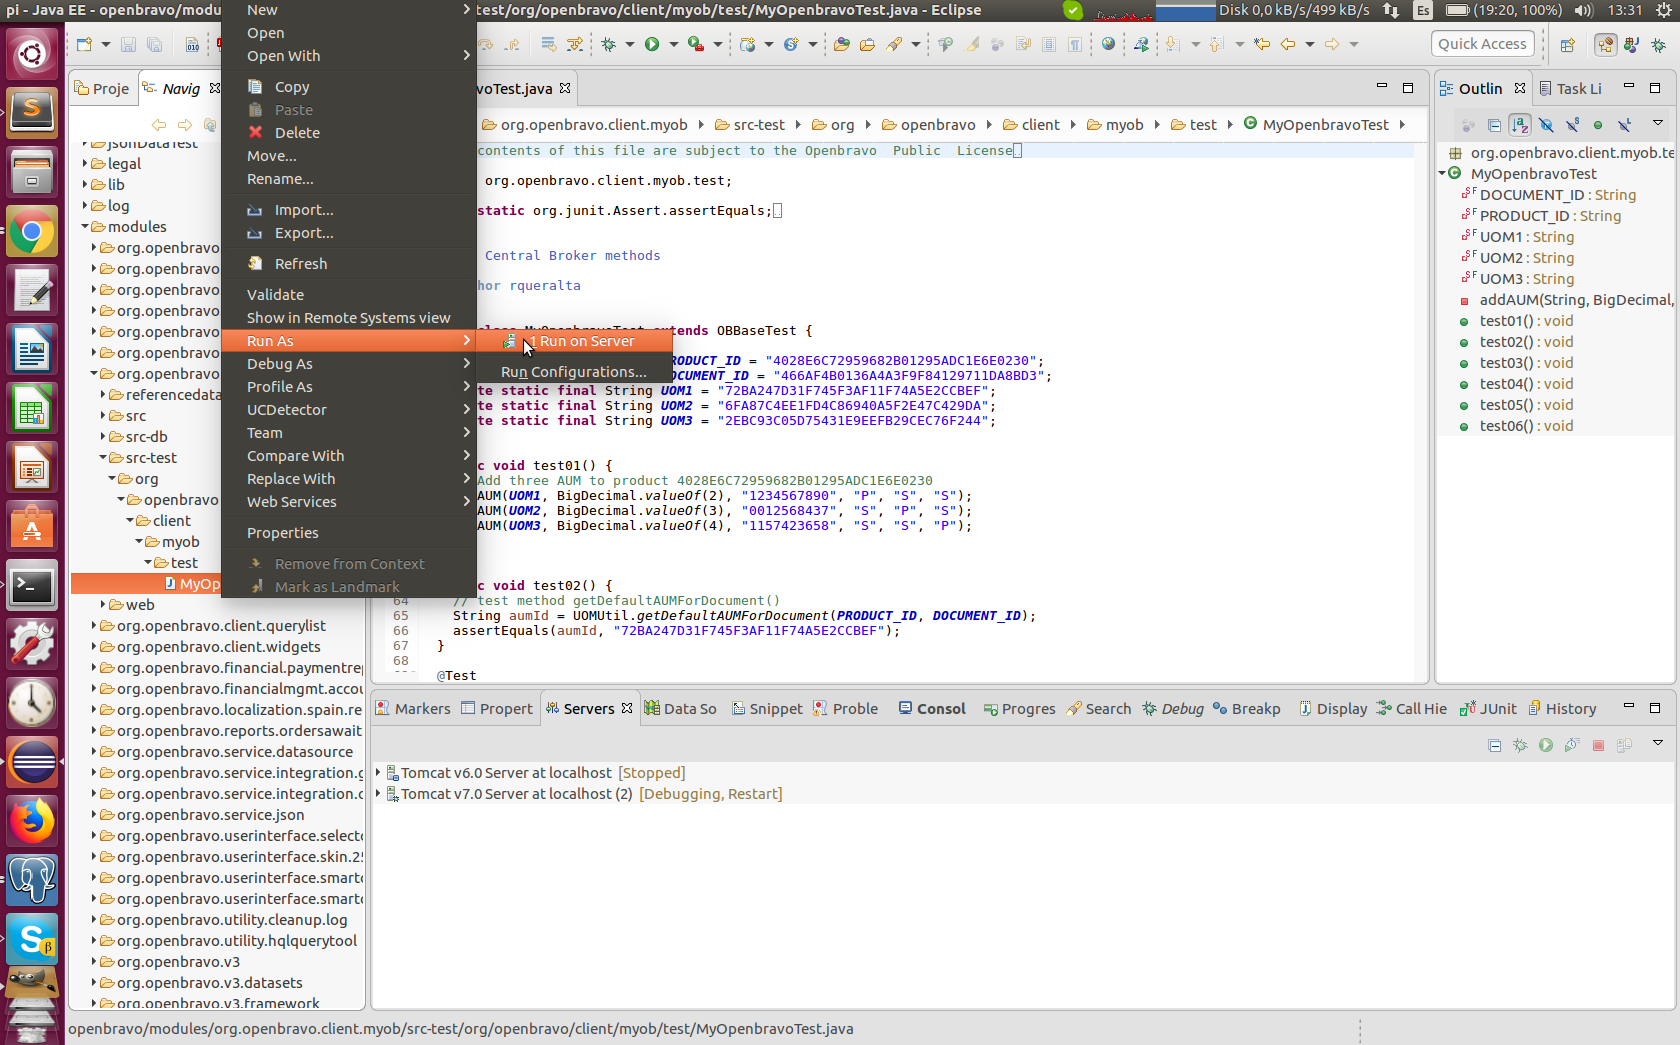 pi - Java EE - openbravo/modu
test/org/openbravo/client/myob/test/MyOpenbravoTest.java - Eclipse
Disk 0,0 kB/s/499 kB/s
Es
(19:20, 100%)
13:31
Quick Access
Proje
Navig
jsonDataTest
legal
lib
log
modules
org.openbravo
org.openbravo
org.openbravo
org.openbravo
org.openbravo
org.openbravo
org.openbravo
referencedata
src
src-db
src-test
org
openbravo
client
myob
test
MyOp
web
org.openbravo.client.querylist
org.openbravo.client.widgets
org.openbravo.financial.paymentrep
org.openbravo.financialmgmt.accou
org.openbravo.localization.spain.re
org.openbravo.reports.ordersawait
org.openbravo.service.datasource
org.openbravo.service.integration.g
org.openbravo.service.integration.o
org.openbravo.service.json
org.openbravo.userinterface.selecto
org.openbravo.userinterface.skin.25
org.openbravo.userinterface.smartc
org.openbravo.userinterface.smartc
org.openbravo.utility.cleanup.log
org.openbravo.utility.hqlquerytool
org.openbravo.v3
org.openbravo.v3.datasets
org.openbravo.v3.framework
New
Open
Open With
Copy
Paste
Delete
Move...
Rename...
Import...
Export...
Refresh
Validate
Show in Remote Systems view
Run As
Debug As
Profile As
UCDetector
Team
Compare With
Replace With
Web Services
Properties
Remove from Context
Mark as Landmark
1 Run on Server
Run Configurations...
voTest.java
org.openbravo.client.myob
src-test
org
openbravo
client
myob
test
MyOpenbravoTest
contents of this file are subject to the Openbravo  Public  License
org.openbravo.client.myob.test;
static org.junit.Assert.assertEquals;
Central Broker methods
hor rqueralta
class MyOpenbravoTest extends OBBaseTest {
PRODUCT_ID = "4028E6C72959682B01295ADC1E6E0230";
DOCUMENT_ID = "466AF4B0136A4A3F9F84129711DA8BD3";
te static final String UOM1 = "72BA247D31F745F3AF11F74A5E2CCBEF";
te static final String UOM2 = "6FA87C4EE1FD4C86940A5F2E47C429DA";
te static final String UOM3 = "2EBC93C05D75431E9EEFB29CEC76F244";
c void test01() {
Add three AUM to product 4028E6C72959682B01295ADC1E6E0230
AUM(UOM1, BigDecimal.valueOf(2), "1234567890", "P", "S", "S");
AUM(UOM2, BigDecimal.valueOf(3), "0012568437", "S", "P", "S");
AUM(UOM3, BigDecimal.valueOf(4), "1157423658", "S", "S", "P");
c void test02() {
64 // test method getDefaultAUMForDocument()
65 String aumId = UOMUtil.getDefaultAUMForDocument(PRODUCT_ID, DOCUMENT_ID);
66 assertEquals(aumId, "72BA247D31F745F3AF11F74A5E2CCBEF");
67 }
68
@Test
Outlin
Task Li
org.openbravo.client.myob.te
MyOpenbravoTest
DOCUMENT_ID : String
PRODUCT_ID : String
UOM1 : String
UOM2 : String
UOM3 : String
addAUM(String, BigDecimal,
test01() : void
test02() : void
test03() : void
test04() : void
test05() : void
test06() : void
Markers
Propert
Servers
Data So
Snippet
Proble
Consol
Progres
Search
Debug
Breakp
Display
Call Hie
JUnit
History
Tomcat v6.0 Server at localhost [Stopped]
Tomcat v7.0 Server at localhost (2) [Debugging, Restart]
openbravo/modules/org.openbravo.client.myob/src-test/org/openbravo/client/myob/test/MyOpenbravoTest.java